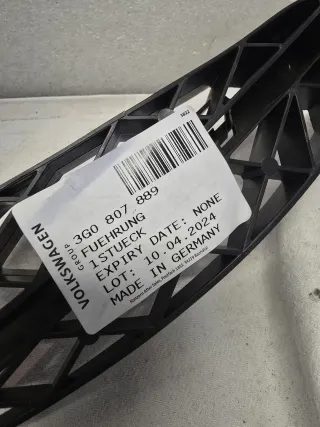 3G0 807 889
FUEHRUNG
1STUECK
EXPIRY DATE: NONE
LOT: 10.04.2024
MADE IN GERMANY
VOLKSWAGEN
GROUP